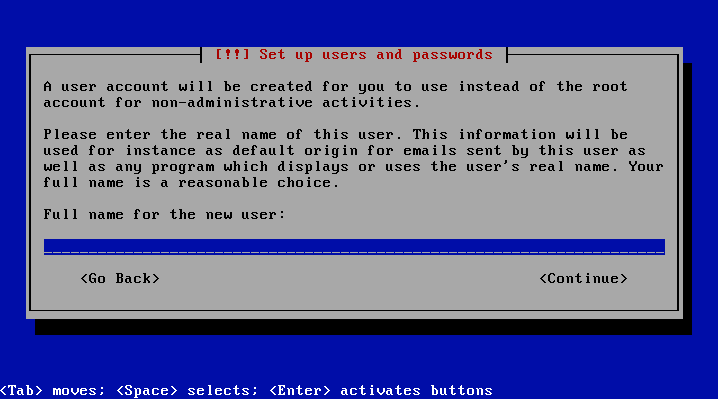 [!!] Set up users and passwords
A user account will be created for you to use instead of the root
account for non-administrative activities.
Please enter the real name of this user. This information will be
used for instance as default origin for emails sent by this user as
well as any program which displays or uses the user's real name. Your
full name is a reasonable choice.
Full name for the new user:
<Go Back> <Continue>
<Tab> moves; <Space> selects; <Enter> activates buttons